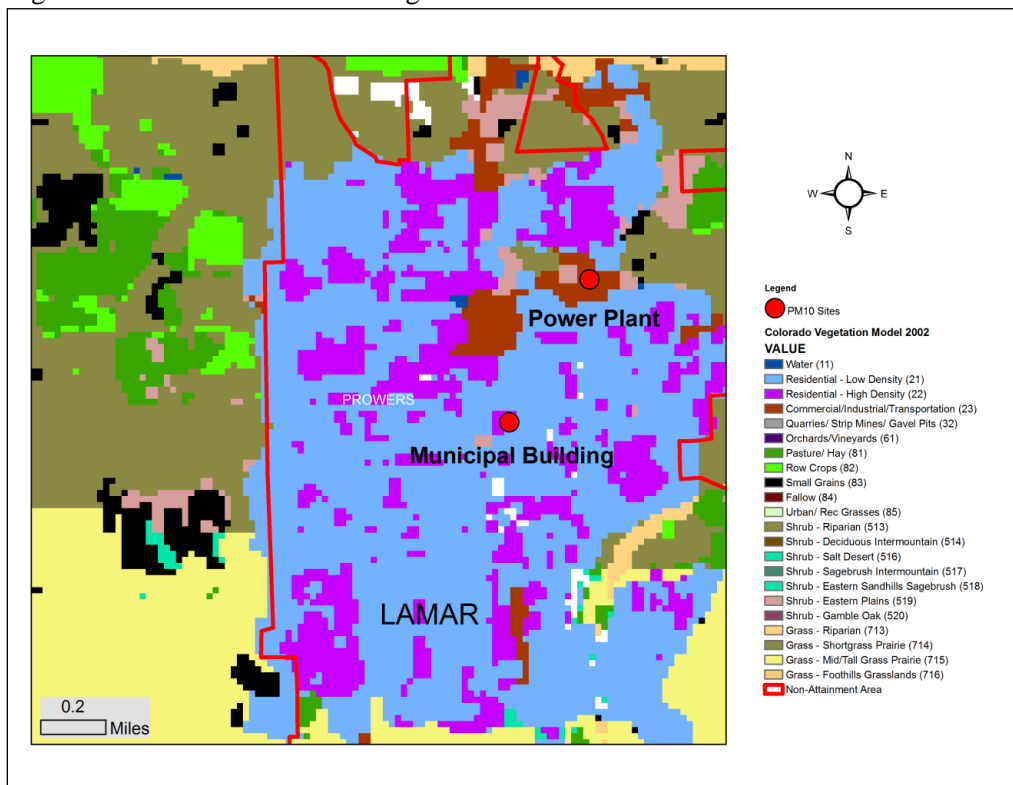 Power Plant
PROWERS
Municipal Building
LAMAR
0.2
Miles
N
W E
S
Legend
PM10 Sites
Colorado Vegetation Model 2002
VALUE
Water (11)
Residential - Low Density (21)
Residential - High Density (22)
Commercial/Industrial/Transportation (23)
Quarries/ Strip Mines/ Gavel Pits (32)
Orchards/Vineyards (61)
Pasture/ Hay (81)
Row Crops (82)
Small Grains (83)
Fallow (84)
Urban/ Rec Grasses (85)
Shrub - Riparian (513)
Shrub - Deciduous Intermountain (514)
Shrub - Salt Desert (516)
Shrub - Sagebrush Intermountain (517)
Shrub - Eastern Sandhills Sagebrush (518)
Shrub - Eastern Plains (519)
Shrub - Gamble Oak (520)
Grass - Riparian (713)
Grass - Shortgrass Prairie (714)
Grass - Mid/Tall Grass Prairie (715)
Grass - Foothills Grasslands (716)
Non-Attainment Area